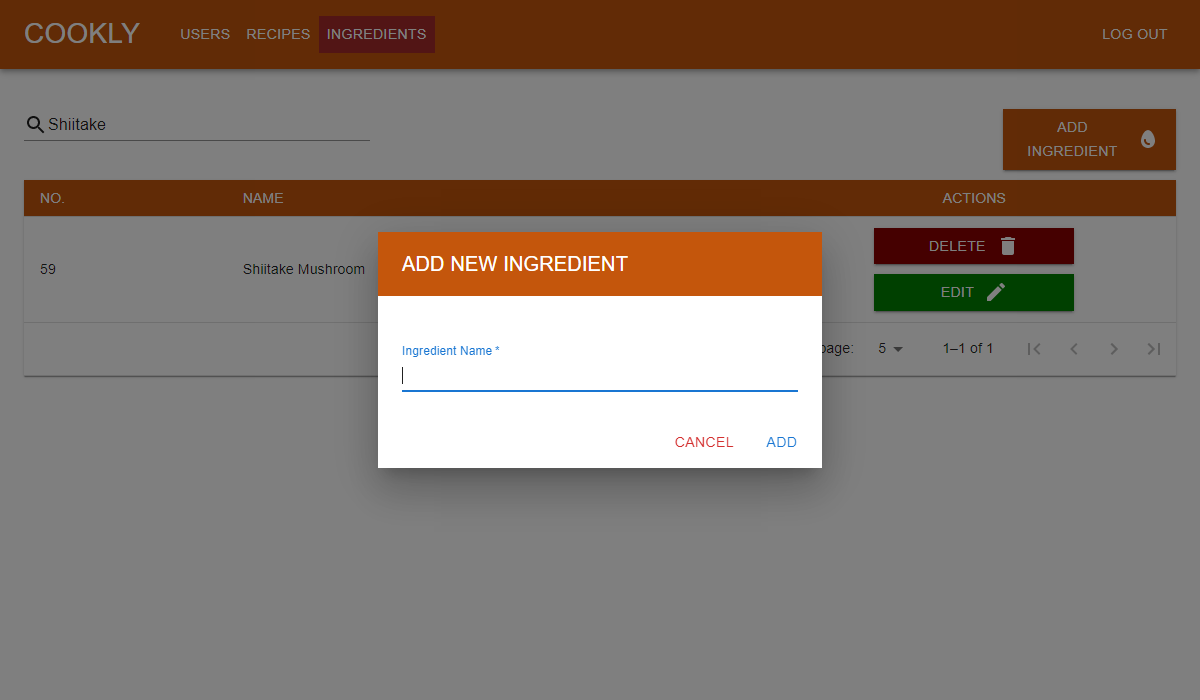 COOKLY USERS RECIPES INGREDIENTS LOG OUT
Shiitake
ADD
INGREDIENT
NO. NAME ACTIONS
59 Shiitake Mushroom
DELETE
EDIT
ADD NEW INGREDIENT
Ingredient Name *
CANCEL ADD
page: 5 1–1 of 1